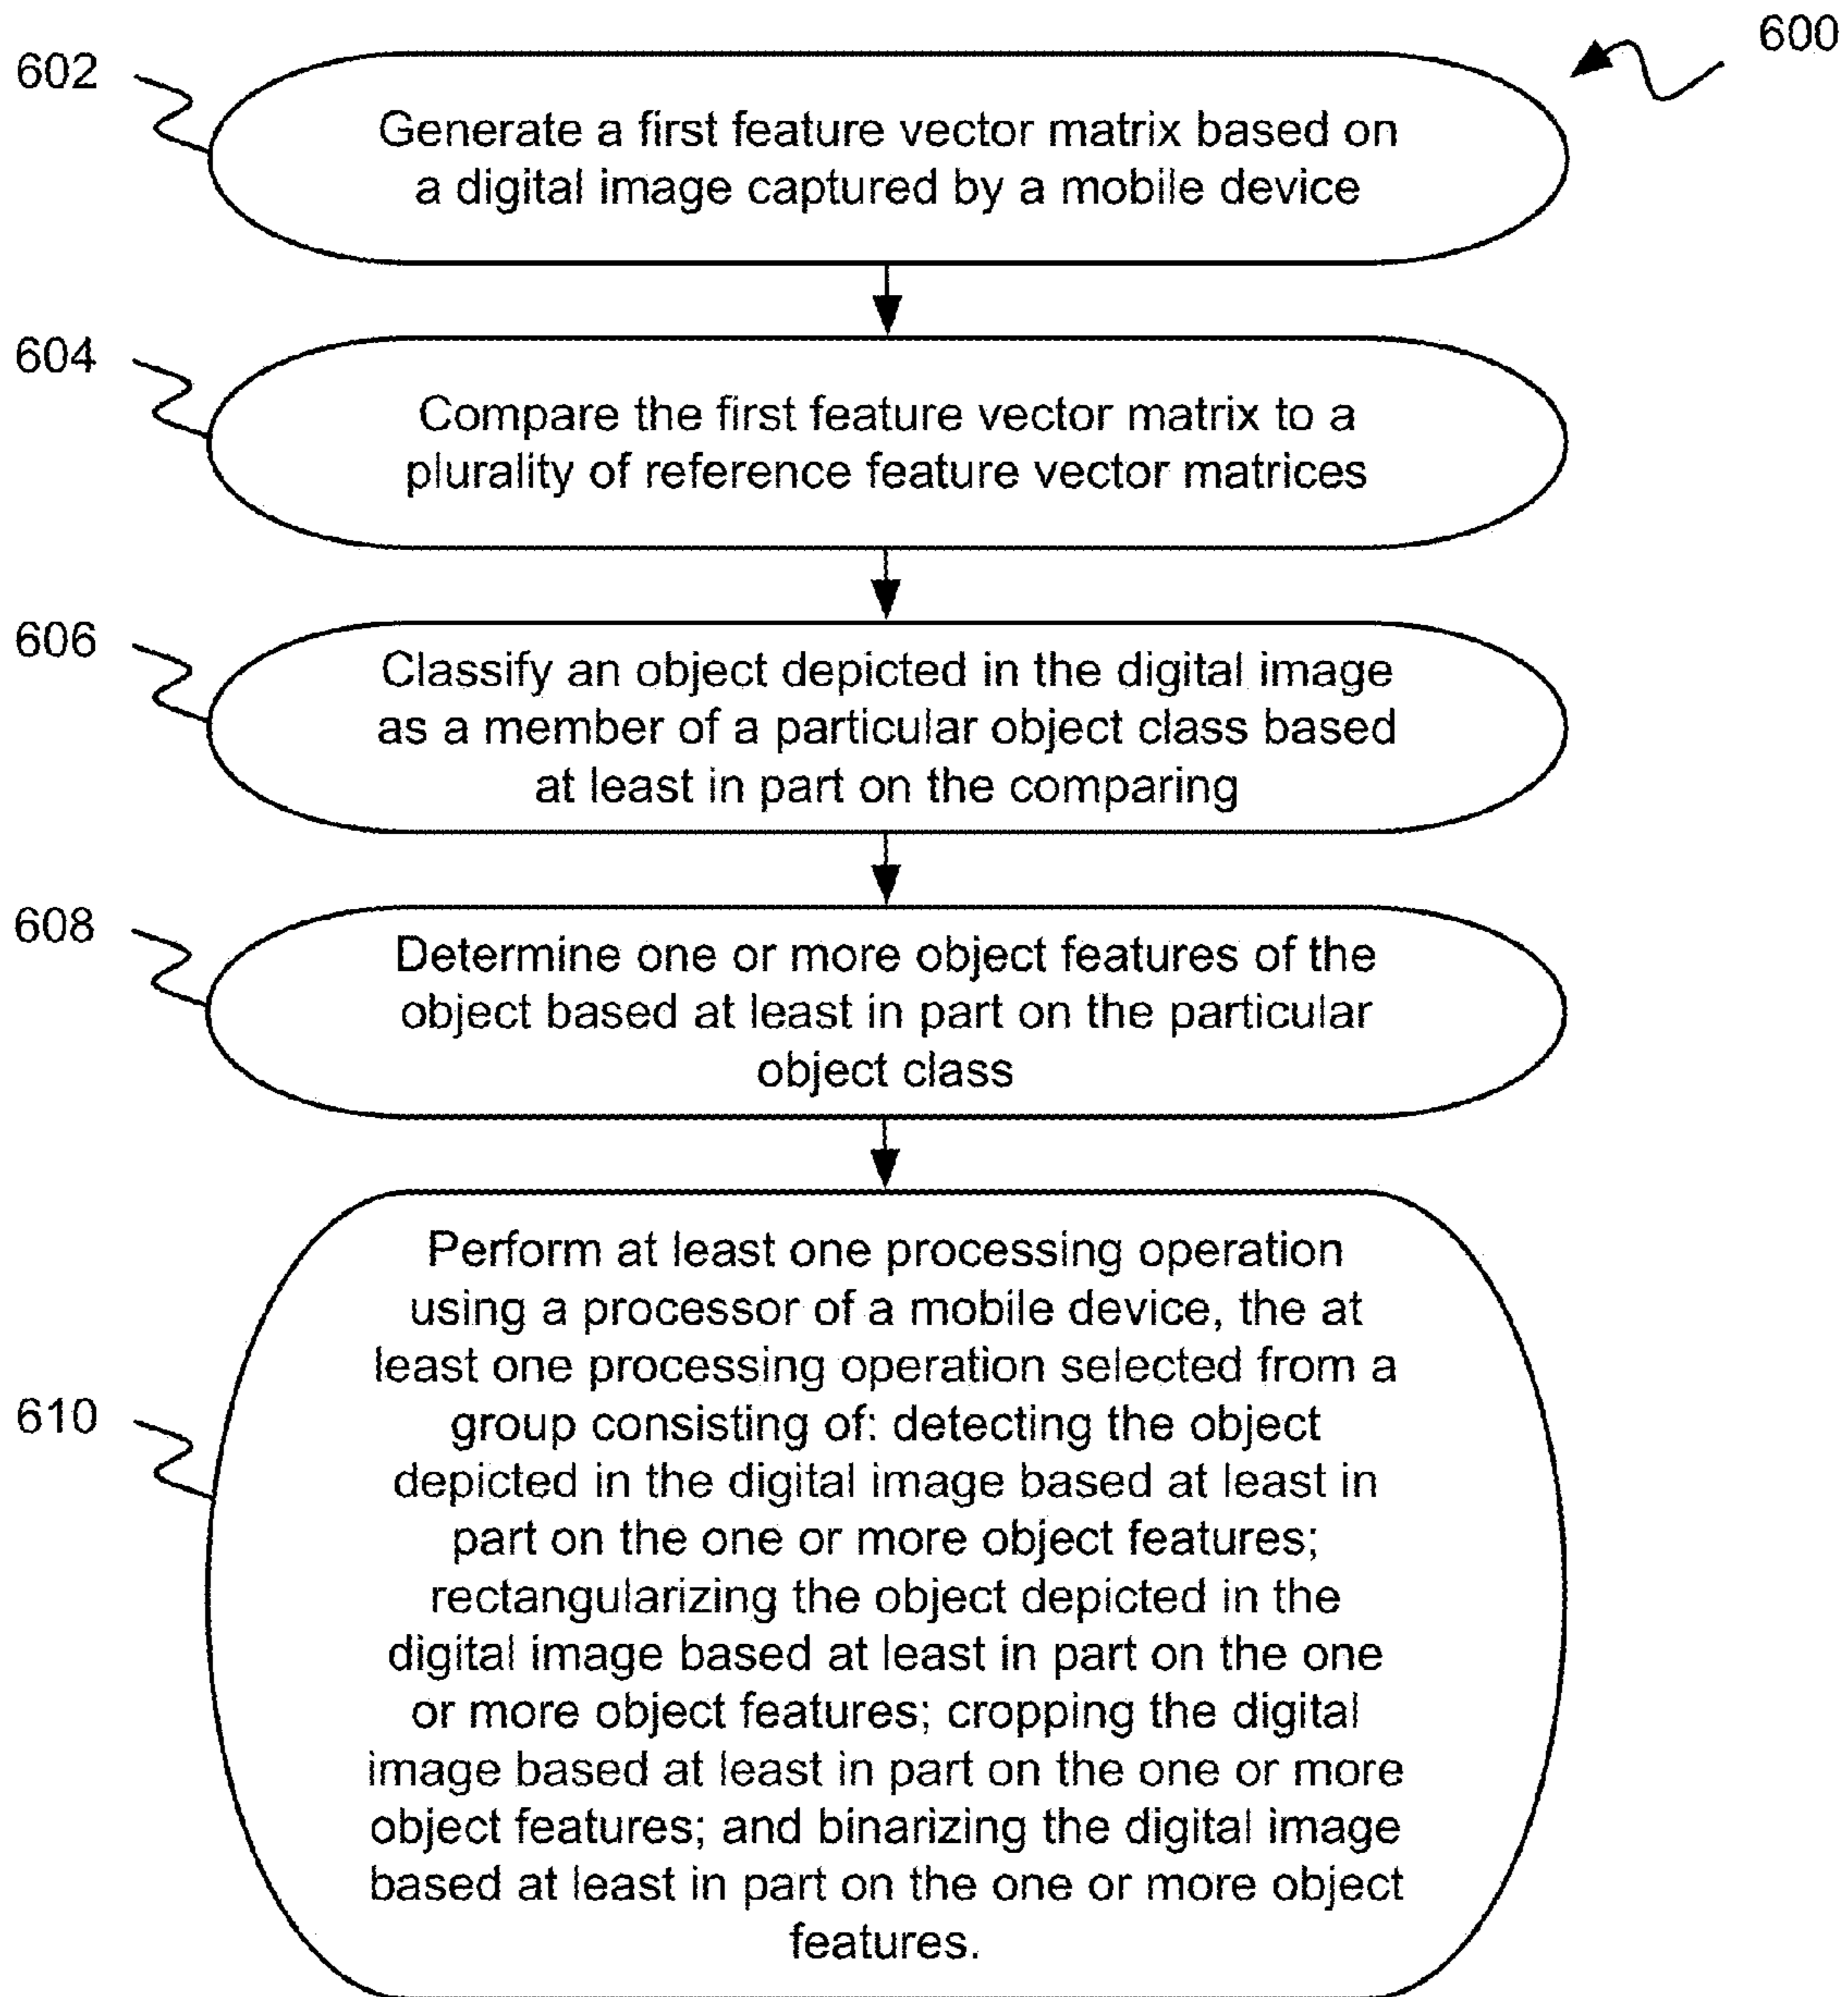 600
602
Generate a first feature vector matrix based on
a digital image captured by a mobile device
604
Compare the first feature vector matrix to a
plurality of reference feature vector matrices
606
Classify an object depicted in the digital image
as a member of a particular object class based
at least in part on the comparing
608
Determine one or more object features of the
object based at least in part on the particular
object class
610
Perform at least one processing operation
using a processor of a mobile device, the at
least one processing operation selected from a
group consisting of: detecting the object
depicted in the digital image based at least in
part on the one or more object features;
rectangularizing the object depicted in the
digital image based at least in part on the one
or more object features; cropping the digital
image based at least in part on the one or more
object features; and binarizing the digital image
based at least in part on the one or more object
features.